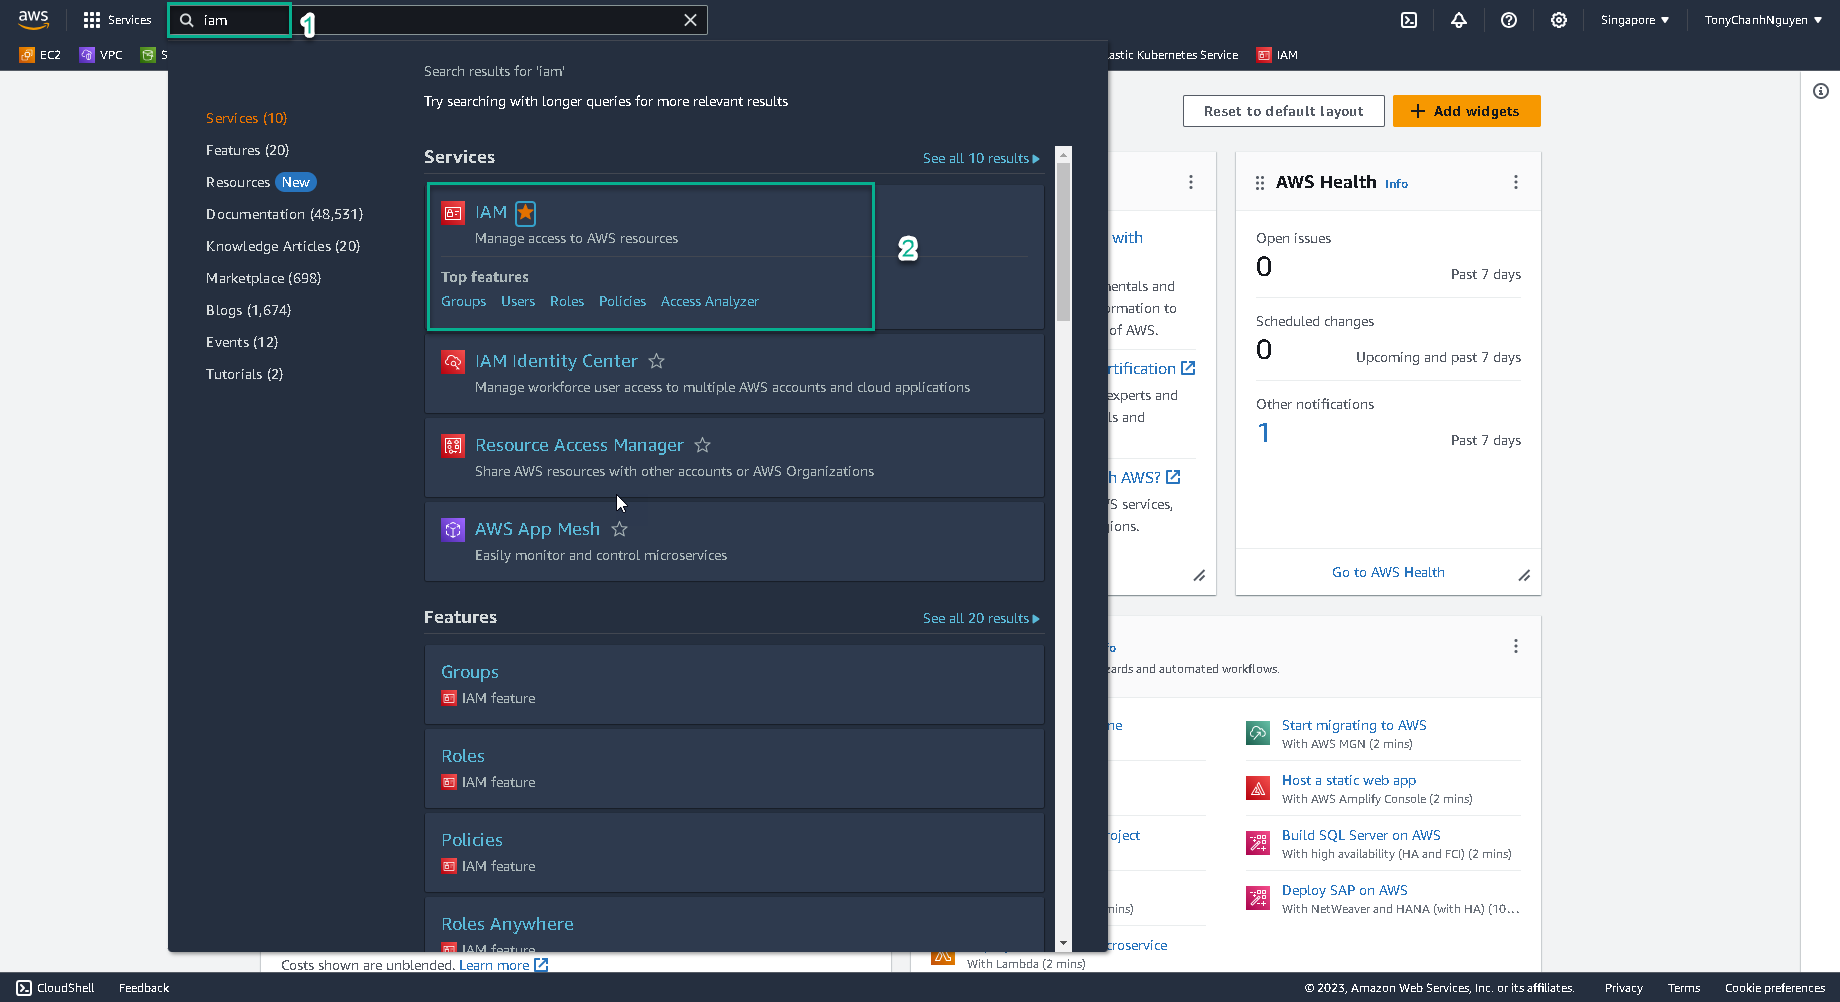 aws
Services
iam
1
Singapore
TonyChanhNguyen
EC2
VPC
S
astic Kubernetes Service
IAM
Search results for 'iam'
Try searching with longer queries for more relevant results
Services (10)
Features (20)
Resources New
Documentation (48,531)
Knowledge Articles (20)
Marketplace (698)
Blogs (1,674)
Events (12)
Tutorials (2)
Services
See all 10 results
IAM
Manage access to AWS resources
Top features
Groups Users Roles Policies Access Analyzer
2
IAM Identity Center
Manage workforce user access to multiple AWS accounts and cloud applications
Resource Access Manager
Share AWS resources with other accounts or AWS Organizations
AWS App Mesh
Easily monitor and control microservices
Features
See all 20 results
Groups
IAM feature
Roles
IAM feature
Policies
IAM feature
Roles Anywhere
IAM feature
Reset to default layout
+ Add widgets
with
entals and
rmation to
of AWS.
rtification
experts and
ls and
h AWS?
S services,
ions.
AWS Health Info
Open issues
0
Past 7 days
Scheduled changes
0
Upcoming and past 7 days
Other notifications
1
Past 7 days
Go to AWS Health
fo
zards and automated workflows.
ne
oject
mins)
croservice
With Lambda (2 mins)
Start migrating to AWS
With AWS MGN (2 mins)
Host a static web app
With AWS Amplify Console (2 mins)
Build SQL Server on AWS
With high availability (HA and FCI) (2 mins)
Deploy SAP on AWS
With NetWeaver and HANA (with HA) (10...
Costs shown are unblended. Learn more
CloudShell
Feedback
© 2023, Amazon Web Services, Inc. or its affiliates.
Privacy
Terms
Cookie preferences